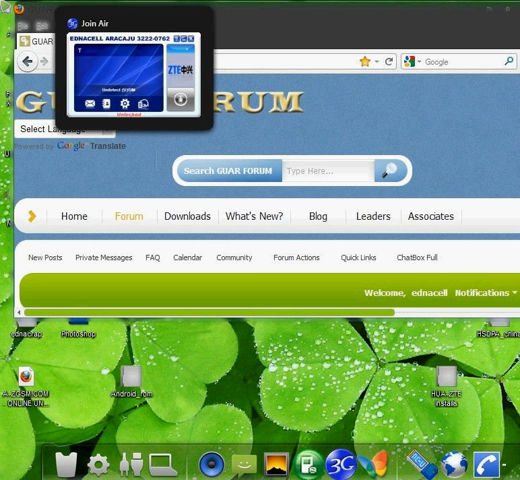 Join Air
EDNACELL ARACAJU 3222-0762
ZTE中兴
Unlocked
GUAR
Google
FORUM
Select Language
Powered by Google Translate
Search GUAR FORUM
Type Here...
Home Forum Downloads What's New? Blog Leaders Associates
New Posts Private Messages FAQ Calendar Community Forum Actions Quick Links ChatBox Full
Welcome, ednacell Notifications
Photoshop
Android_rom
3G